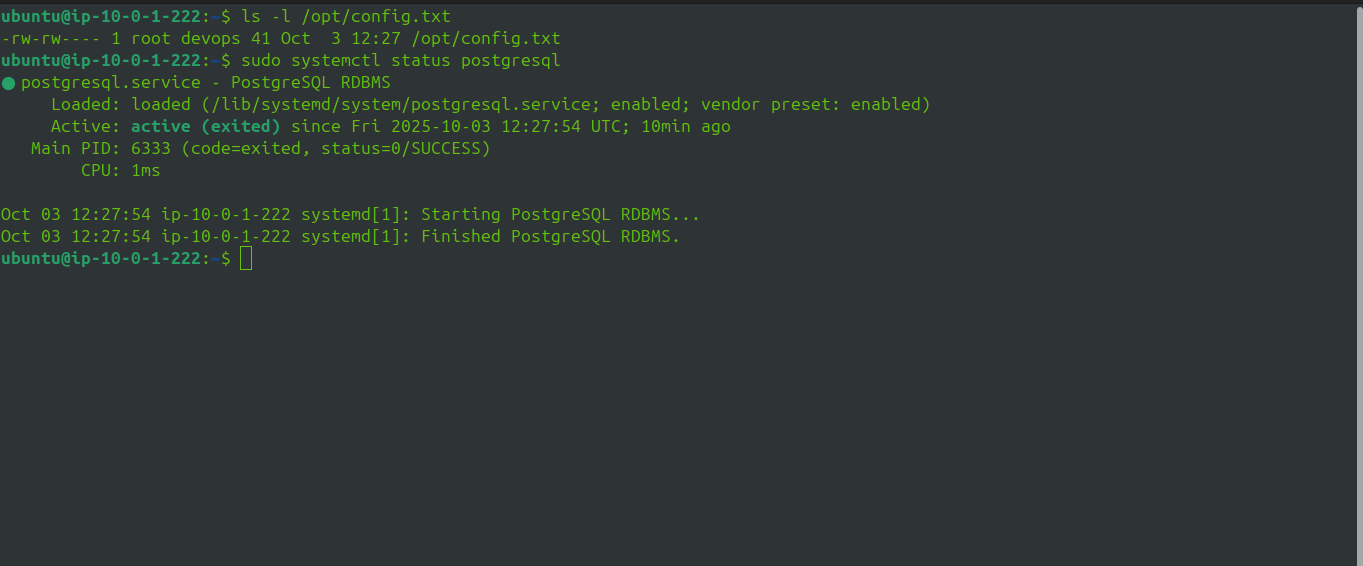 ubuntu@ip-10-0-1-222:~$ ls -l /opt/config.txt
-rw-rw---- 1 root devops 41 Oct  3 12:27 /opt/config.txt
ubuntu@ip-10-0-1-222:~$ sudo systemctl status postgresql
● postgresql.service - PostgreSQL RDBMS
     Loaded: loaded (/lib/systemd/system/postgresql.service; enabled; vendor preset: enabled)
     Active: active (exited) since Fri 2025-10-03 12:27:54 UTC; 10min ago
   Main PID: 6333 (code=exited, status=0/SUCCESS)
        CPU: 1ms

Oct 03 12:27:54 ip-10-0-1-222 systemd[1]: Starting PostgreSQL RDBMS...
Oct 03 12:27:54 ip-10-0-1-222 systemd[1]: Finished PostgreSQL RDBMS.
ubuntu@ip-10-0-1-222:~$